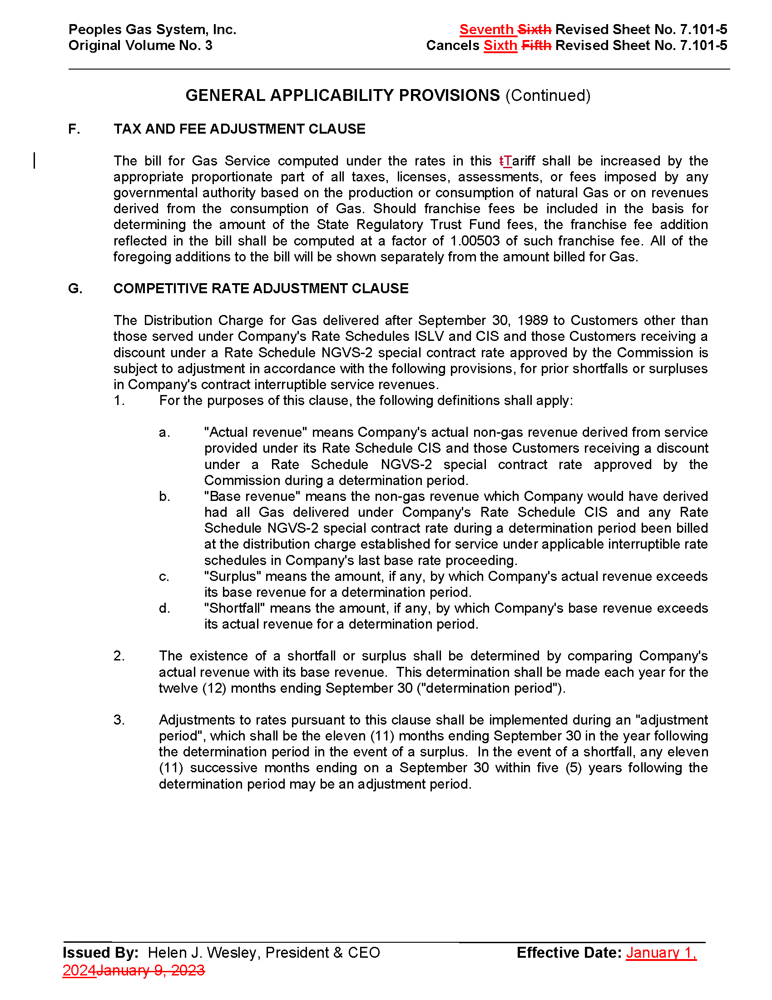 Peoples Gas System, Inc. Seventh Sixth Revised Sheet No. 7.101-5
Original Volume No. 3 Cancels Sixth Fifth Revised Sheet No. 7.101-5
GENERAL APPLICABILITY PROVISIONS (Continued)
F. TAX AND FEE ADJUSTMENT CLAUSE
The bill for Gas Service computed under the rates in this tTariff shall be increased by the
appropriate proportionate part of all taxes, licenses, assessments, or fees imposed by any
governmental authority based on the production or consumption of natural Gas or on revenues
derived from the consumption of Gas. Should franchise fees be included in the basis for
determining the amount of the State Regulatory Trust Fund fees, the franchise fee addition
reflected in the bill shall be computed at a factor of 1.00503 of such franchise fee. All of the
foregoing additions to the bill will be shown separately from the amount billed for Gas.
G. COMPETITIVE RATE ADJUSTMENT CLAUSE
The Distribution Charge for Gas delivered after September 30, 1989 to Customers other than
those served under Company's Rate Schedules ISLV and CIS and those Customers receiving a
discount under a Rate Schedule NGVS-2 special contract rate approved by the Commission is
subject to adjustment in accordance with the following provisions, for prior shortfalls or surpluses
in Company's contract interruptible service revenues.
1. For the purposes of this clause, the following definitions shall apply:
a. "Actual revenue" means Company's actual non-gas revenue derived from service
provided under its Rate Schedule CIS and those Customers receiving a discount
under a Rate Schedule NGVS-2 special contract rate approved by the
Commission during a determination period.
b. "Base revenue" means the non-gas revenue which Company would have derived
had all Gas delivered under Company's Rate Schedule CIS and any Rate
Schedule NGVS-2 special contract rate during a determination period been billed
at the distribution charge established for service under applicable interruptible rate
schedules in Company's last base rate proceeding.
c. "Surplus" means the amount, if any, by which Company's actual revenue exceeds
its base revenue for a determination period.
d. "Shortfall" means the amount, if any, by which Company's base revenue exceeds
its actual revenue for a determination period.
2. The existence of a shortfall or surplus shall be determined by comparing Company's
actual revenue with its base revenue. This determination shall be made each year for the
twelve (12) months ending September 30 ("determination period").
3. Adjustments to rates pursuant to this clause shall be implemented during an "adjustment
period", which shall be the eleven (11) months ending September 30 in the year following
the determination period in the event of a surplus. In the event of a shortfall, any eleven
(11) successive months ending on a September 30 within five (5) years following the
determination period may be an adjustment period.
Issued By: Helen J. Wesley, President & CEO Effective Date: January 1,
2024January 9, 2023